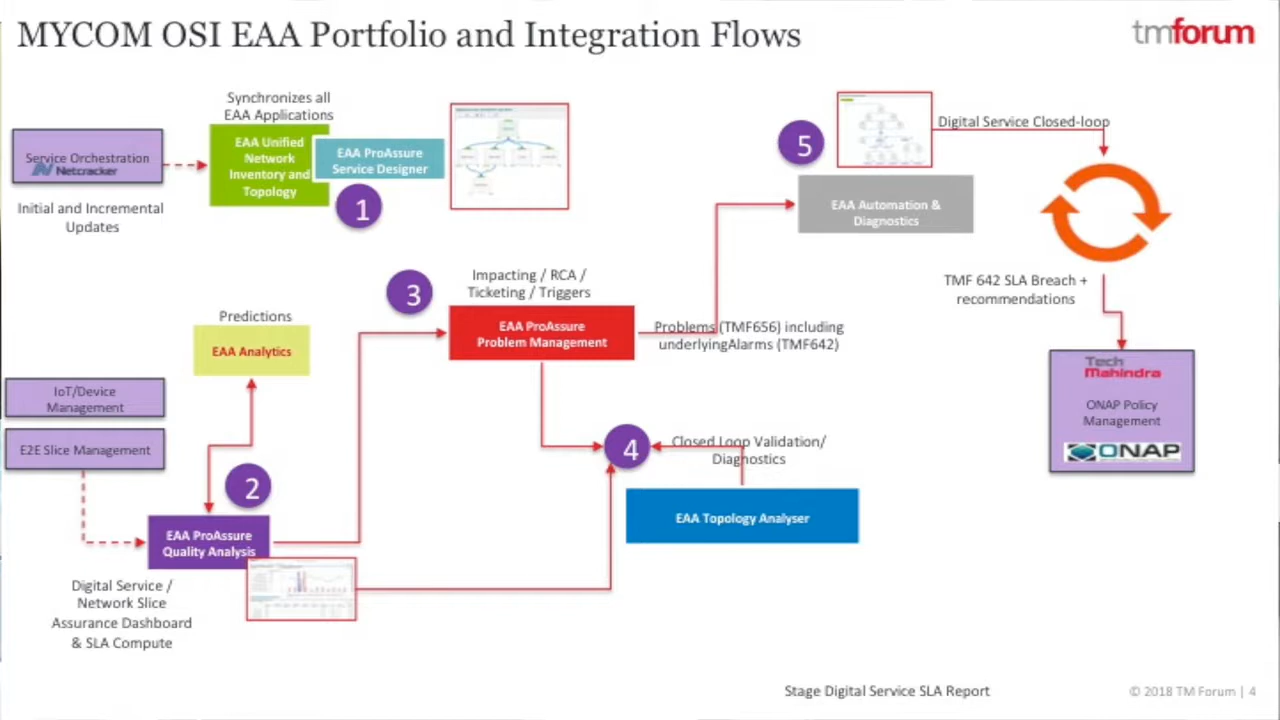 MYCOM OSI EAA Portfolio and Integration Flows
tmforum
Synchronizes all
EAA Applications
Service Orchestration
Netcracker
Initial and Incremental
Updates
EAA Unified
Network
Inventory and
Topology
EAA ProAssure
Service Designer
1
5
Digital Service Closed-loop
EAA Automation &
Diagnostics
TMF 642 SLA Breach +
recommendations
3
Impacting / RCA /
Ticketing / Triggers
EAA ProAssure
Problem Management
Problems (TMF656) including
underlyingAlarms (TMF642)
Predictions
EAA Analytics
IoT/Device
Management
E2E Slice Management
2
EAA ProAssure
Quality Analysis
Digital Service /
Network Slice
Assurance Dashboard
& SLA Compute
4
Closed Loop Validation/
Diagnostics
EAA Topology Analyser
Tech
Mahindra
ONAP Policy
Management
ONAP
Stage Digital Service SLA Report
© 2018 TM Forum | 4